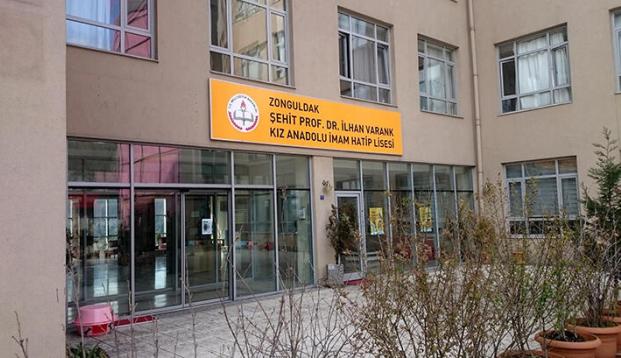 ZONGULDAK
ŞEHİT PROF. DR. İLHAN VARANK
KIZ ANADOLU İMAM HATİP LİSESİ